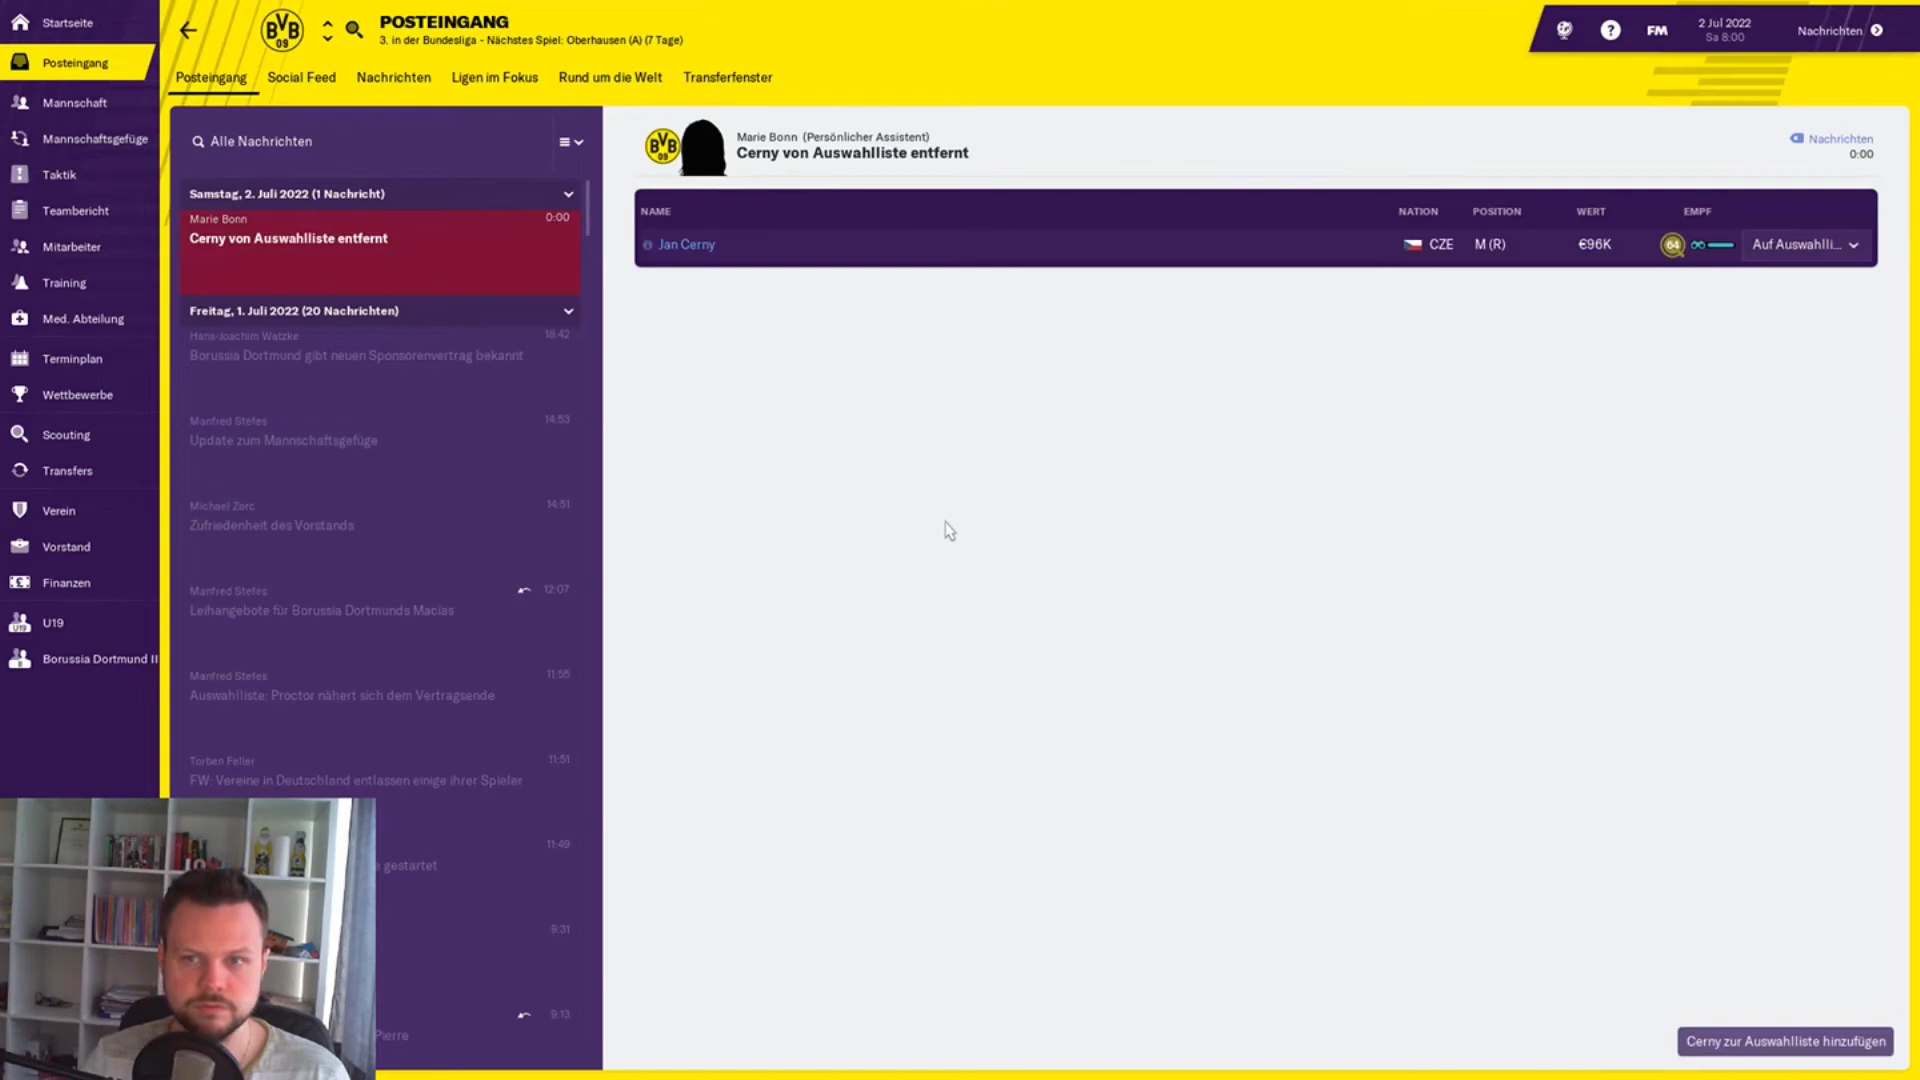 Startseite
Posteingang
Mannschaft
Mannschaftsgefüge
Taktik
Teambericht
Mitarbeiter
Training
Med. Abteilung
Terminplan
Wettbewerbe
Scouting
Transfers
Verein
Vorstand
Finanzen
U19
U19
Borussia Dortmund II
BVB
09
POSTEINGANG
3. in der Bundesliga - Nächstes Spiel: Oberhausen (A) (7 Tage)
Posteingang
Social Feed
Nachrichten
Ligen im Fokus
Rund um die Welt
Transferfenster
?
FM
2 Jul 2022
Sa 8:00
Nachrichten
Alle Nachrichten
Samstag, 2. Juli 2022 (1 Nachricht)
Marie Bonn 0:00
Cerny von Auswahlliste entfernt
Freitag, 1. Juli 2022 (20 Nachrichten)
Hans-Joachim Watzke 18:42
Borussia Dortmund gibt neuen Sponsorenvertrag bekannt
Manfred Stefes 14:53
Update zum Mannschaftsgefüge
Michael Zorc 14:51
Zufriedenheit des Vorstands
Manfred Stefes 12:07
Leihangebote für Borussia Dortmunds Macías
Manfred Stefes 11:55
Auswahlliste: Proctor nähert sich dem Vertragsende
Torben Feller 11:51
FW: Vereine in Deutschland entlassen einige ihrer Spieler
11:49
gestartet
9:31
9:13
Pierre
BVB
09
Marie Bonn (Persönlicher Assistent)
Cerny von Auswahlliste entfernt
Nachrichten
0:00
NAME NATION POSITION WERT EMPF
Jan Cerny CZE M (R) €96K 64 Auf Auswahlli...
Cerny zur Auswahlliste hinzufügen